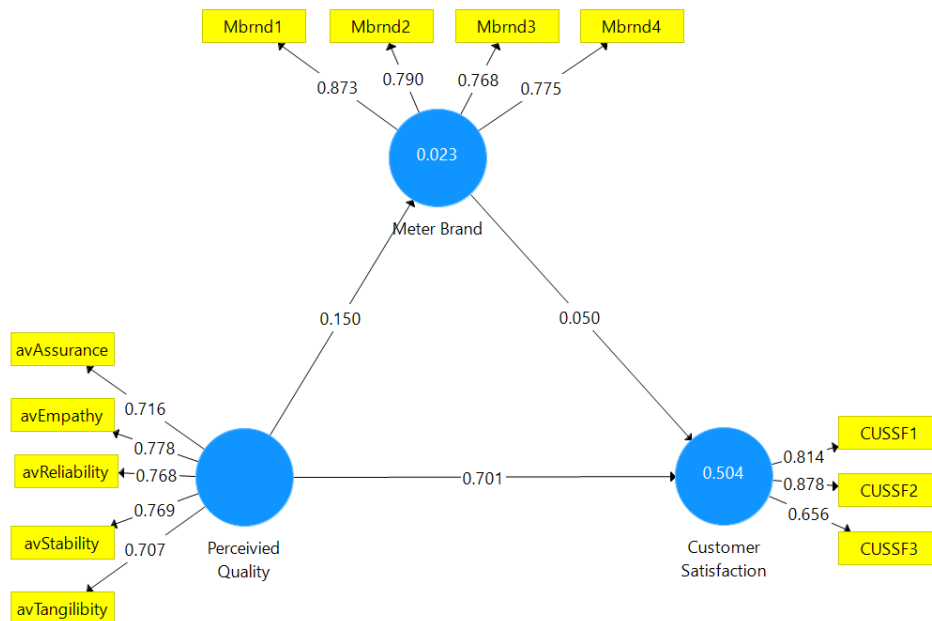 Mbrnd1
Mbrnd2
Mbrnd3
Mbrnd4
0.873
0.790
0.768
0.775
0.023
Meter Brand
0.150
0.050
avAssurance
avEmpathy
avReliability
avStability
avTangilibity
0.716
0.778
0.768
0.769
0.707
Perceivied
Quality
0.701
0.504
Customer
Satisfaction
0.814
0.878
0.656
CUSSF1
CUSSF2
CUSSF3